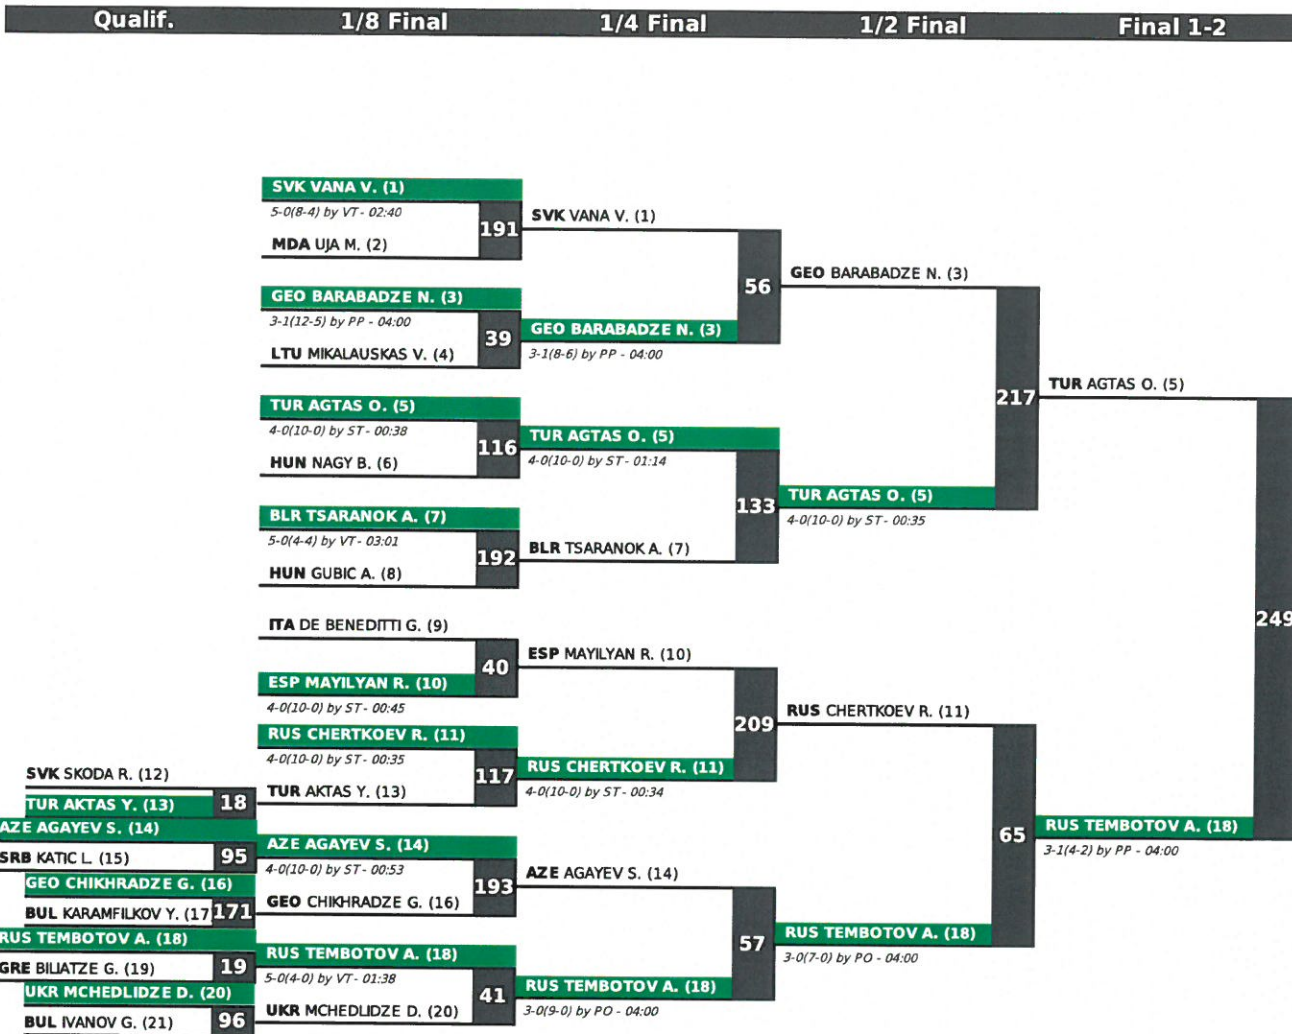 Qualif. 1/8 Final 1/4 Final 1/2 Final Final 1-2
SVK VANA V. (1)
5-0(8-4) by VT - 02:40
MDA UJA M. (2)
191
GEO BARABADZE N. (3)
3-1(12-5) by PP - 04:00
LTU MIKALAUSKAS V. (4)
39
TUR AGTAS O. (5)
4-0(10-0) by ST - 00:38
HUN NAGY B. (6)
116
BLR TSARANOK A. (7)
5-0(4-4) by VT - 03:01
HUN GUBIC A. (8)
192
ITA DE BENEDITTI G. (9)
40
ESP MAYILYAN R. (10)
4-0(10-0) by ST - 00:45
RUS CHERTKOEV R. (11)
4-0(10-0) by ST - 00:35
TUR AKTAS Y. (13)
117
AZE AGAYEV S. (14)
4-0(10-0) by ST - 00:53
GEO CHIKHRADZE G. (16)
193
RUS TEMBOTOV A. (18)
5-0(4-0) by VT - 01:38
UKR MCHEDLIDZE D. (20)
41
SVK SKODA R. (12)
TUR AKTAS Y. (13)
18
AZE AGAYEV S. (14)
SRB KATIC L. (15)
95
GEO CHIKHRADZE G. (16)
BUL KARAMFILKOV Y. (17
171
RUS TEMBOTOV A. (18)
GRE BILIATZE G. (19)
19
UKR MCHEDLIDZE D. (20)
BUL IVANOV G. (21)
96
SVK VANA V. (1)
56
GEO BARABADZE N. (3)
3-1(8-6) by PP - 04:00
TUR AGTAS O. (5)
4-0(10-0) by ST - 01:14
133
BLR TSARANOK A. (7)
ESP MAYILYAN R. (10)
209
RUS CHERTKOEV R. (11)
4-0(10-0) by ST - 00:34
AZE AGAYEV S. (14)
57
RUS TEMBOTOV A. (18)
3-0(9-0) by PO - 04:00
GEO BARABADZE N. (3)
217
TUR AGTAS O. (5)
4-0(10-0) by ST - 00:35
RUS CHERTKOEV R. (11)
65
RUS TEMBOTOV A. (18)
3-0(7-0) by PO - 04:00
TUR AGTAS O. (5)
249
RUS TEMBOTOV A. (18)
3-1(4-2) by PP - 04:00